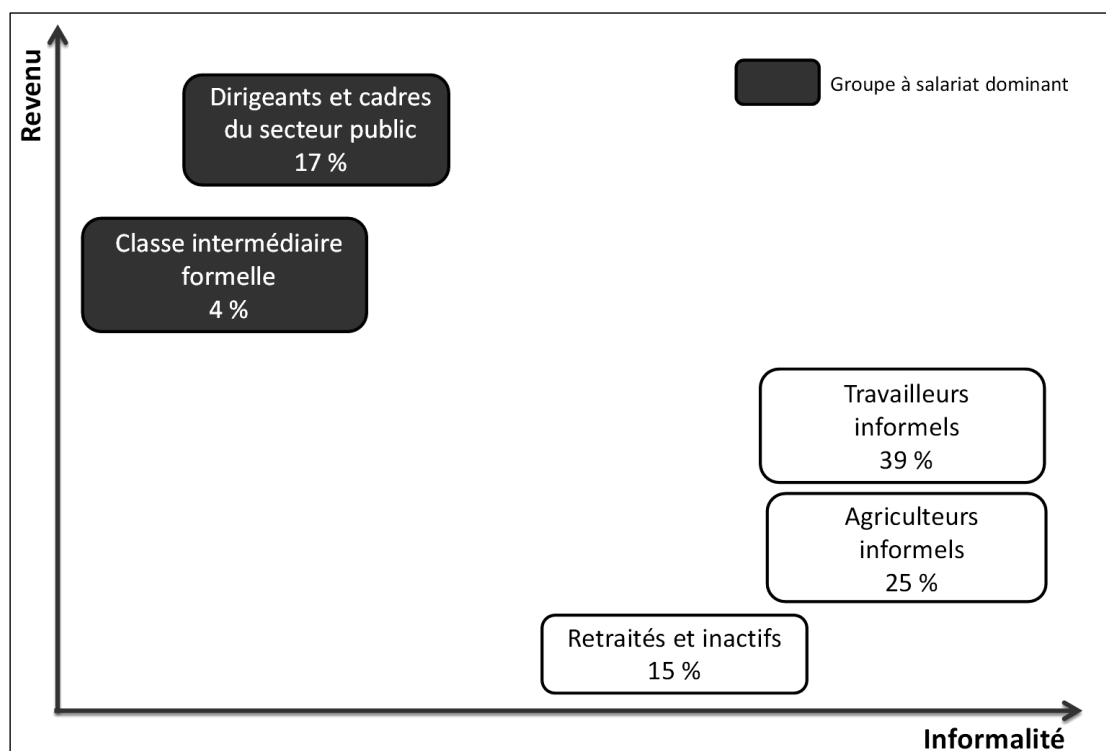 Revenu
Dirigeants et cadres
du secteur public
17 %
Groupe à salariat dominant
Classe intermédiaire
formelle
4 %
Travailleurs
informels
39 %
Agriculteurs
informels
25 %
Retraités et inactifs
15 %
Informalité